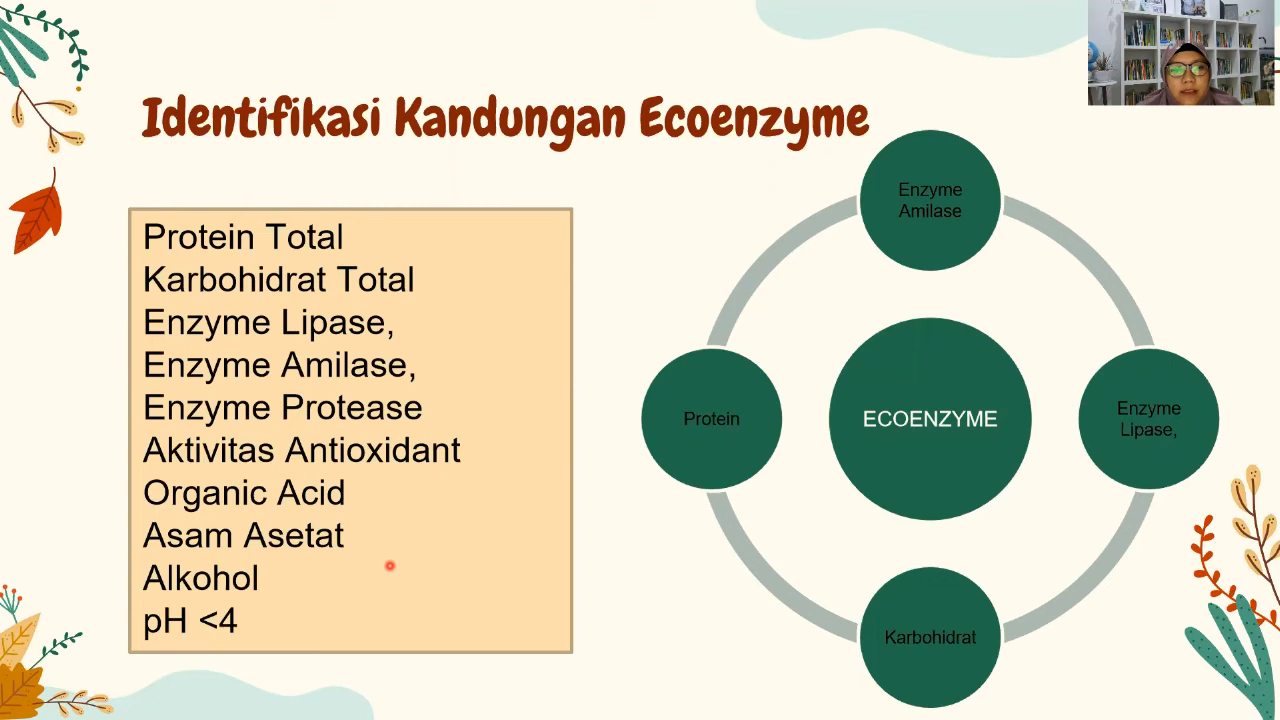 Identifikasi Kandungan Ecoenzyme
Protein Total
Karbohidrat Total
Enzyme Lipase,
Enzyme Amilase,
Enzyme Protease
Aktivitas Antioxidant
Organic Acid
Asam Asetat
Alkohol
pH <4
Enzyme
Amilase
Protein
ECOENZYME
Enzyme
Lipase,
Karbohidrat